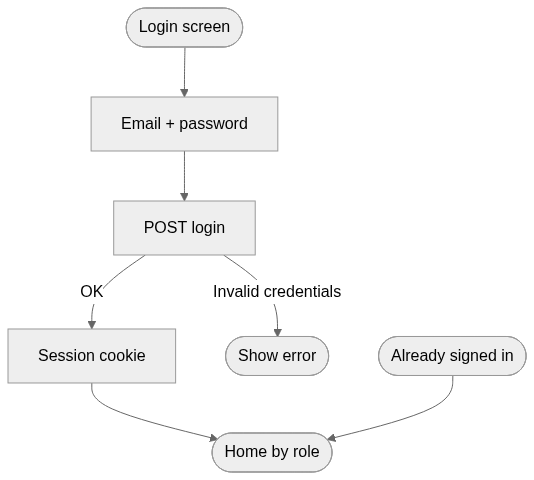 Login screen
Email + password
POST login
OK
Invalid credentials
Session cookie
Show error
Already signed in
Home by role